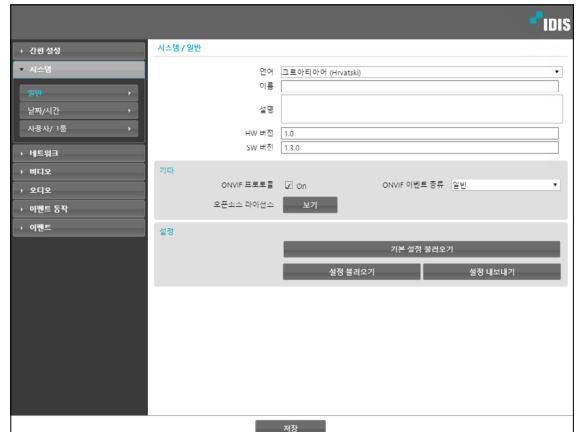 IDIS
간편 설정
시스템
일반
날짜/시간
사용자/그룹
네트워크
비디오
오디오
이벤트 동작
이벤트
시스템 / 일반
언어 크로아티아어 (Hrvatski)
이름
설명
HW 버전 1.0
SW 버전 1.3.0
기타
ONVIF 프로토콜 On ONVIF 이벤트 종류 일반
오픈소스 라이선스 보기
설정
기본 설정 불러오기
설정 불러오기 설정 내보내기
저장